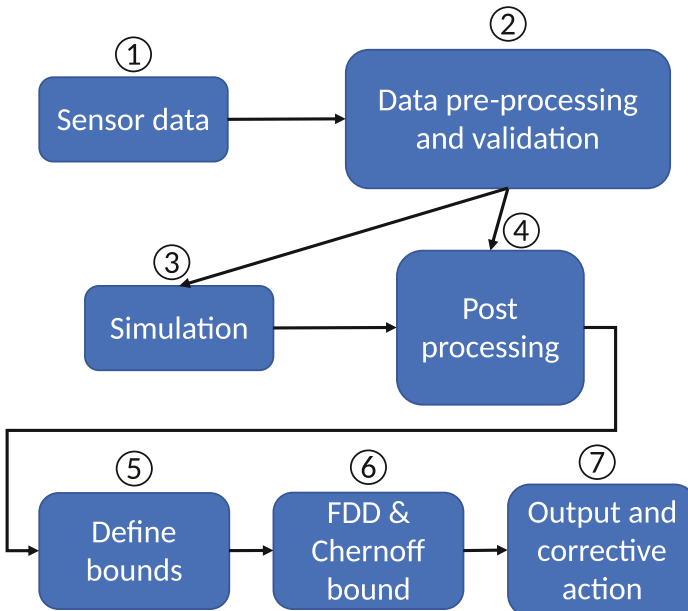 ①
Sensor data
②
Data pre-processing
and validation
③
Simulation
④
Post
processing
⑤
Define
bounds
⑥
FDD &
Chernoff
bound
⑦
Output and
corrective
action